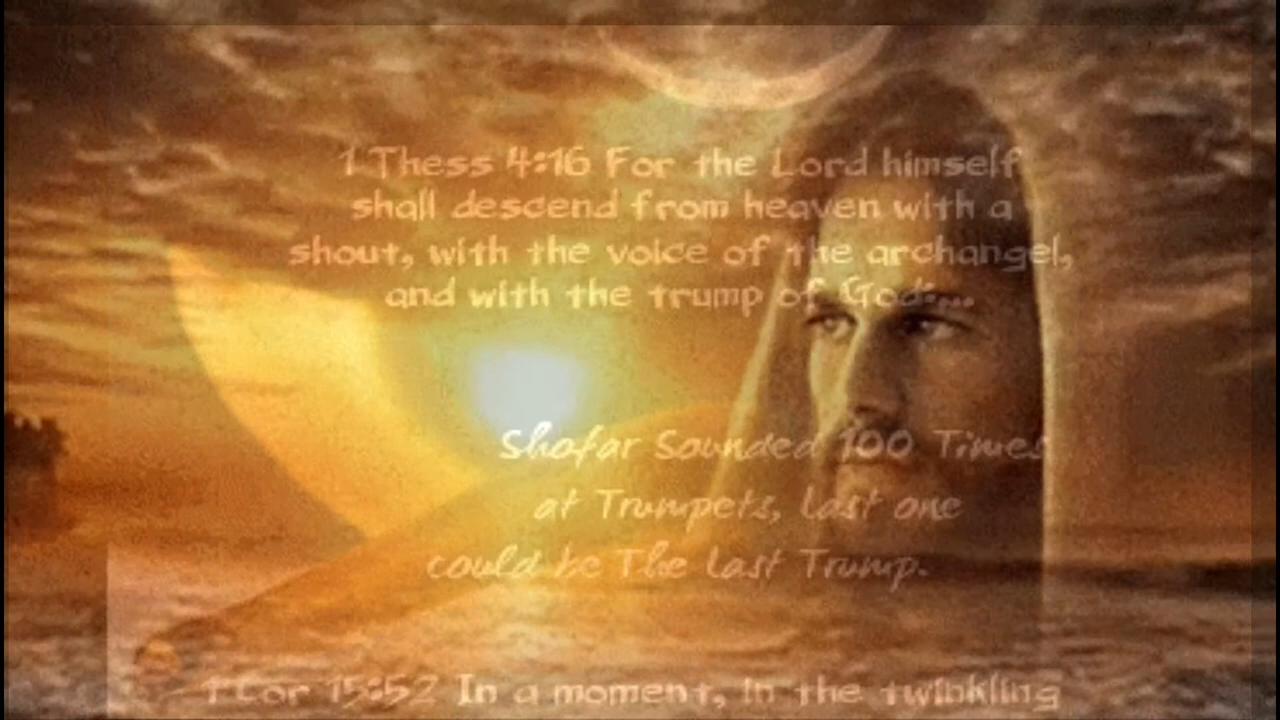 1 Thess 4:16 For the Lord himself
shall descend from heaven with a
shout, with the voice of the archangel,
and with the trump of God:...
Shofar Sounded 100 Times
at Trumpets, last one
could be The Last Trump.
1 Cor 15:52 In a moment, in the twinkling